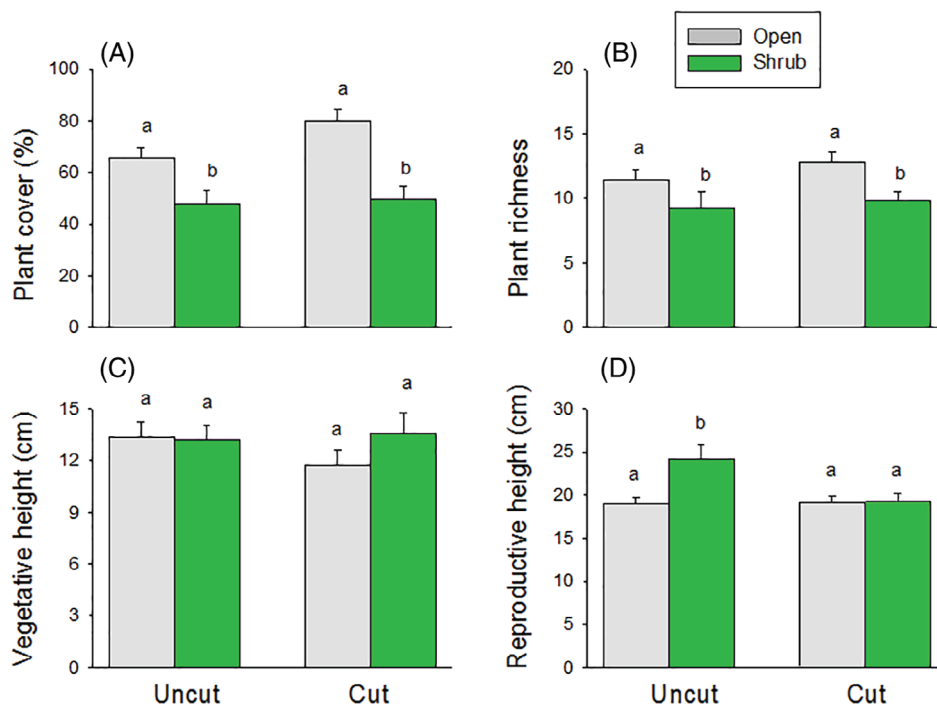 Open
Shrub
(A)
Plant cover (%)
100
80
60
40
20
0
a
b
a
b
(B)
Plant richness
20
15
10
5
0
a
b
a
b
(C)
Vegetative height (cm)
15
12
9
6
3
0
a
a
a
a
Uncut
Cut
(D)
Reproductive height (cm)
30
25
20
15
10
5
0
a
b
a
a
Uncut
Cut